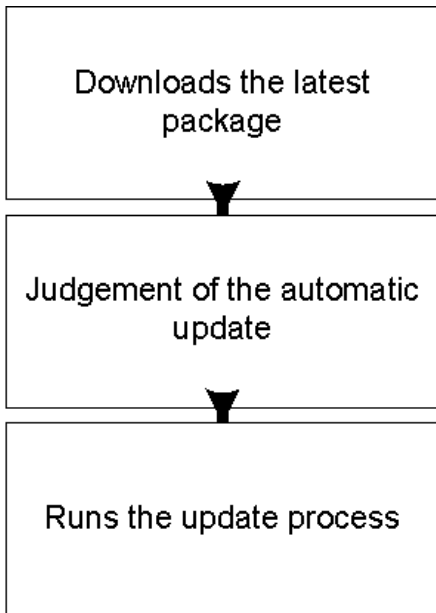 Downloads the latest
package
Judgement of the automatic
update
Runs the update process